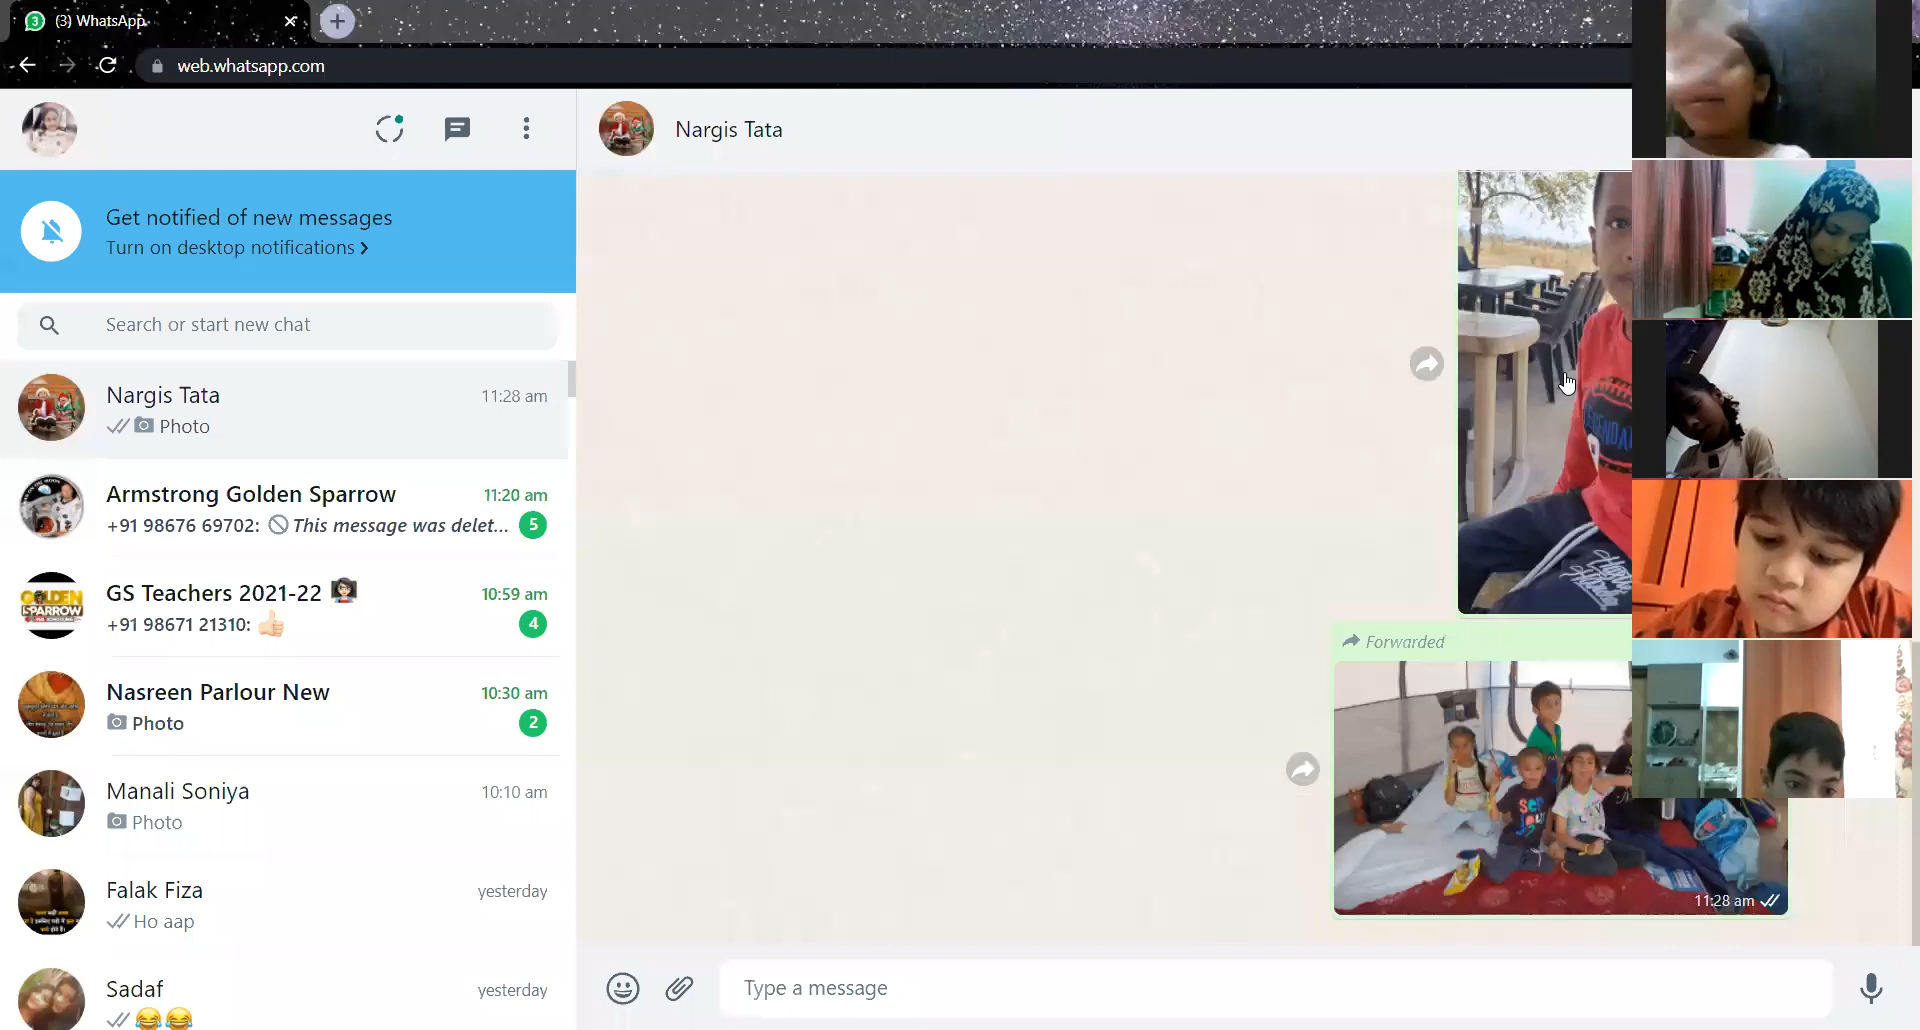 (3) WhatsApp
web.whatsapp.com
Get notified of new messages
Turn on desktop notifications
Search or start new chat
Nargis Tata 11:28 am
Photo
Armstrong Golden Sparrow 11:20 am
+91 98676 69702: This message was delet... 5
GS Teachers 2021-22 10:59 am
+91 98671 21310: 👍🏻 4
Nasreen Parlour New 10:30 am
Photo 2
Manali Soniya 10:10 am
Photo
Falak Fiza yesterday
Ho aap
Sadaf yesterday
😂😂
Nargis Tata
Forwarded
11:28 am
Type a message
GOLDEN
SPARROW